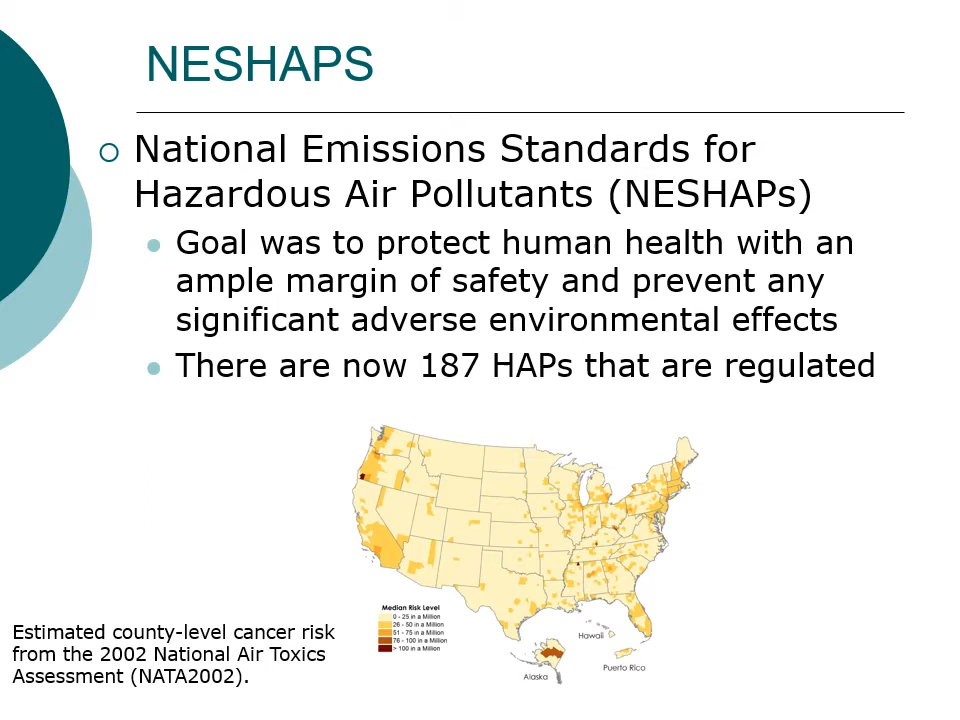 NESHAPS
National Emissions Standards for
Hazardous Air Pollutants (NESHAPs)
Goal was to protect human health with an
ample margin of safety and prevent any
significant adverse environmental effects
There are now 187 HAPs that are regulated
Median Risk Level
0 - 25 in a Million
26 - 50 in a Million
51 - 75 in a Million
76 - 100 in a Million
> 100 in a Million
Hawaii
Puerto Rico
Alaska
Estimated county-level cancer risk
from the 2002 National Air Toxics
Assessment (NATA2002).